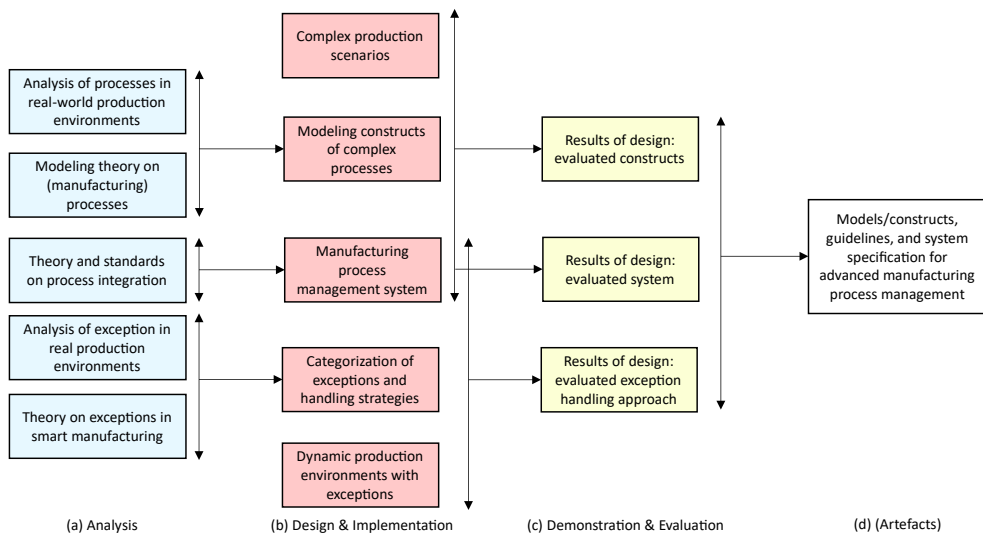 Complex production
scenarios
Analysis of processes in
real-world production
environments
Modeling constructs
of complex
processes
Results of design:
evaluated constructs
Modeling theory on
(manufacturing)
processes
Models/constructs,
guidelines, and system
specification for
advanced manufacturing
process management
Theory and standards
on process integration
Manufacturing
process
management system
Results of design:
evaluated system
Analysis of exception in
real production
environments
Categorization of
exceptions and
handling strategies
Results of design:
evaluated exception
handling approach
Theory on exceptions in
smart manufacturing
Dynamic production
environments with
exceptions
(a) Analysis
(b) Design & Implementation
(c) Demonstration & Evaluation
(d) (Artefacts)